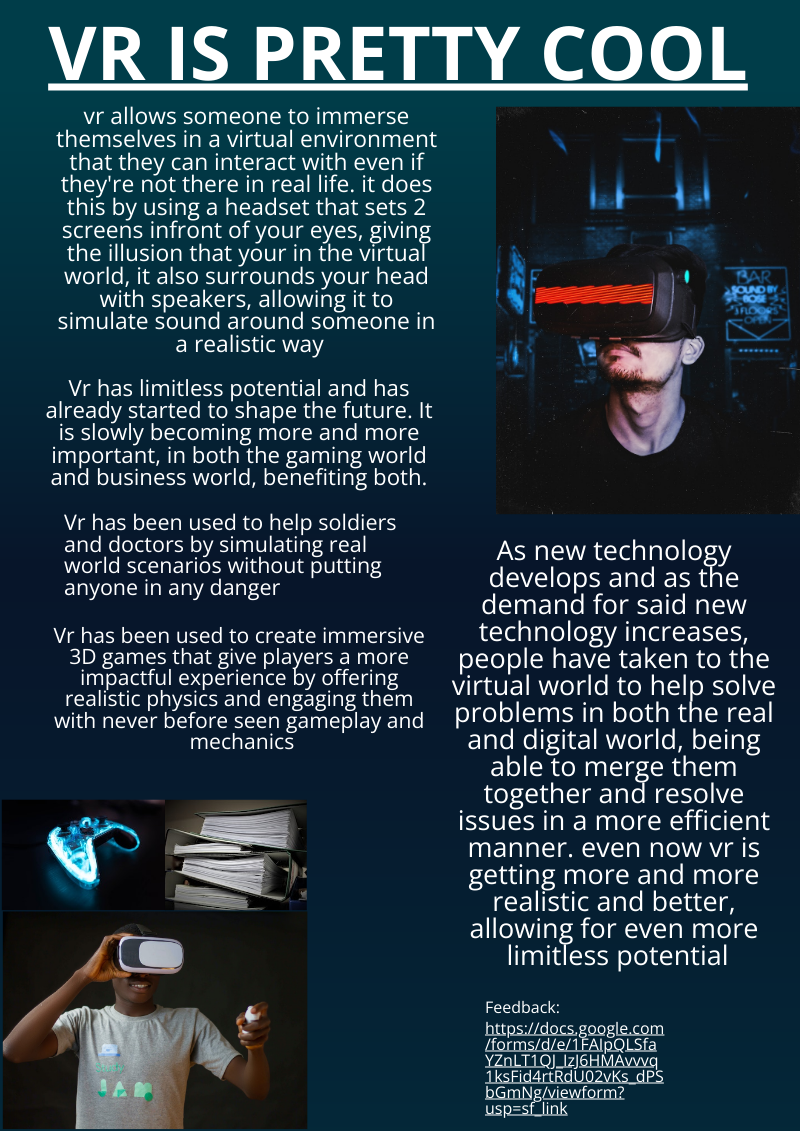 VR IS PRETTY COOL
vr allows someone to immerse
themselves in a virtual environment
that they can interact with even if
they're not there in real life. it does
this by using a headset that sets 2
screens infront of your eyes, giving
the illusion that your in the virtual
world, it also surrounds your head
with speakers, allowing it to
simulate sound around someone in
a realistic way
Vr has limitless potential and has
already started to shape the future. It
is slowly becoming more and more
important, in both the gaming world
and business world, benefiting both.
Vr has been used to help soldiers
and doctors by simulating real
world scenarios without putting
anyone in any danger
Vr has been used to create immersive
3D games that give players a more
impactful experience by offering
realistic physics and engaging them
with never before seen gameplay and
mechanics
BAR
SOUND BY
3 FLOORS
OPEN
As new technology
develops and as the
demand for said new
technology increases,
people have taken to the
virtual world to help solve
problems in both the real
and digital world, being
able to merge them
together and resolve
issues in a more efficient
manner. even now vr is
getting more and more
realistic and better,
allowing for even more
limitless potential
JAM
Feedback:
https://docs.google.com
/forms/d/e/1FAIpQLSfa
YZnLT1QJ_IzJ6HMAvvvq
1ksFid4rtRdU02vKs_dPS
bGmNg/viewform?
usp=sf_link